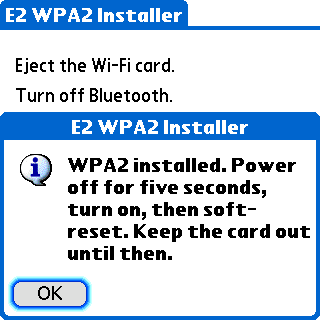 E2 WPA2 Installer
Eject the Wi-Fi card.
Turn off Bluetooth.
E2 WPA2 Installer
WPA2 installed. Power
off for five seconds,
turn on, then soft-
reset. Keep the card out
until then.
OK